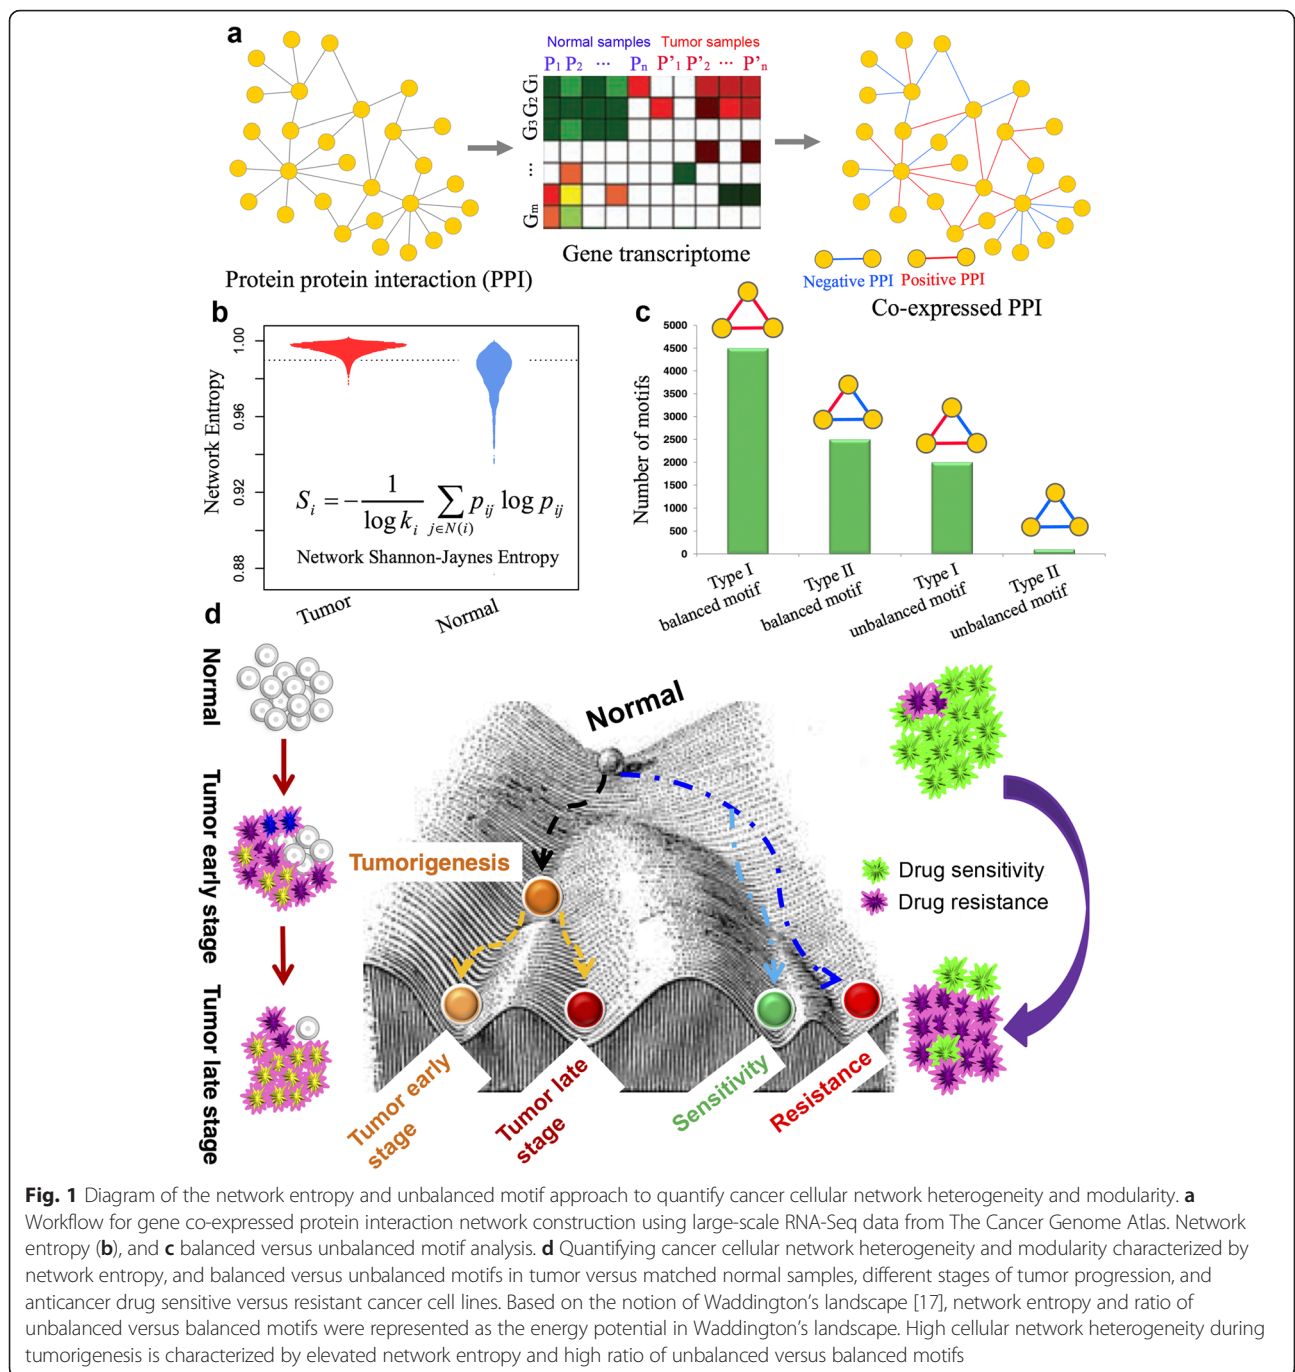 a
Normal samples Tumor samples
P1 P2 ··· Pn P'1 P'2 ··· P'n
G1
G2
G3
...
Gm
Protein protein interaction (PPI)
Gene transcriptome
Negative PPI Positive PPI
Co-expressed PPI
b
Network Entropy
1.00
0.96
0.92
0.88
S_i = - 1/log k_i ∑ j∈N(i) p_ij log p_ij
Network Shannon-Jaynes Entropy
Tumor
Normal
c
Number of motifs
5000
4500
4000
3500
3000
2500
2000
1500
1000
500
0
Type I
balanced motif
Type II
balanced motif
Type I
unbalanced motif
Type II
unbalanced motif
d
Normal
Tumor early stage
Tumor late stage
Normal
Tumorigenesis
Tumor early
stage
Tumor late
stage
Sensitivity
Resistance
Drug sensitivity
Drug resistance
Fig. 1 Diagram of the network entropy and unbalanced motif approach to quantify cancer cellular network heterogeneity and modularity. a
Workflow for gene co-expressed protein interaction network construction using large-scale RNA-Seq data from The Cancer Genome Atlas. Network
entropy (b), and c balanced versus unbalanced motif analysis. d Quantifying cancer cellular network heterogeneity and modularity characterized by
network entropy, and balanced versus unbalanced motifs in tumor versus matched normal samples, different stages of tumor progression, and
anticancer drug sensitive versus resistant cancer cell lines. Based on the notion of Waddington's landscape [17], network entropy and ratio of
unbalanced versus balanced motifs were represented as the energy potential in Waddington's landscape. High cellular network heterogeneity during
tumorigenesis is characterized by elevated network entropy and high ratio of unbalanced versus balanced motifs